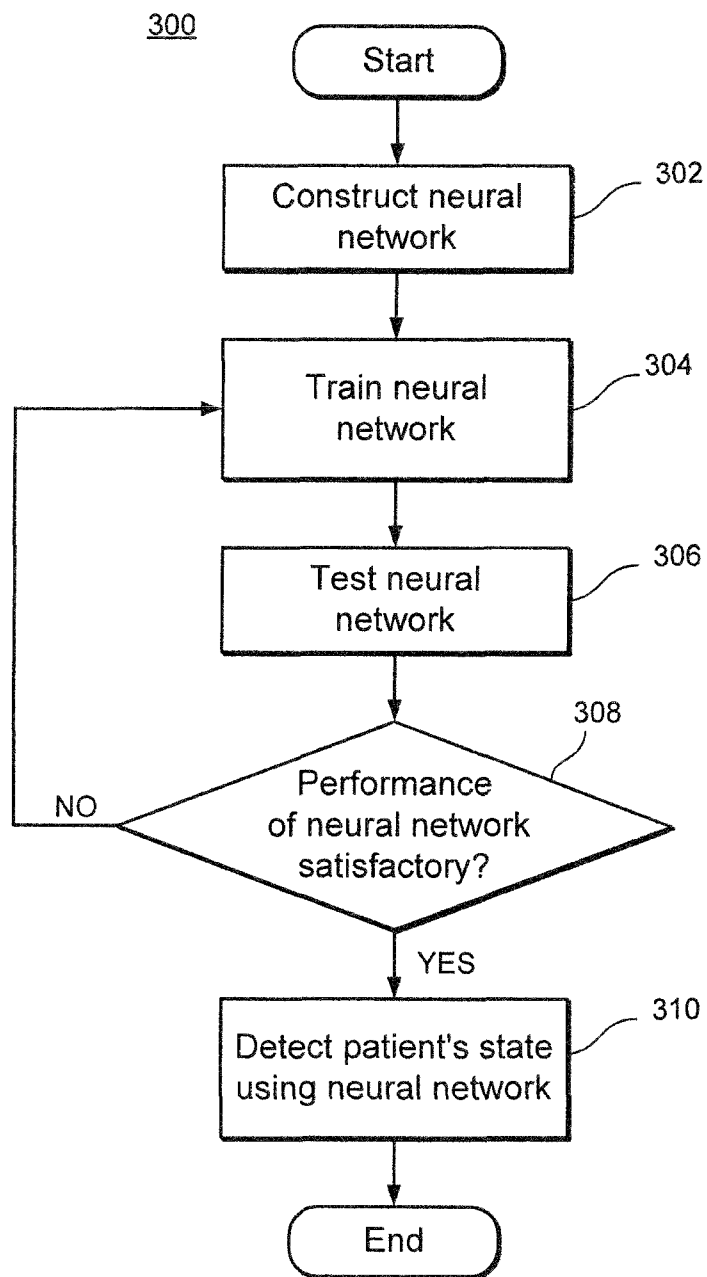 300
Start
Construct neural
network
302
Train neural
network
304
Test neural
network
306
308
Performance
of neural network
satisfactory?
NO
YES
Detect patient's state
using neural network
310
End